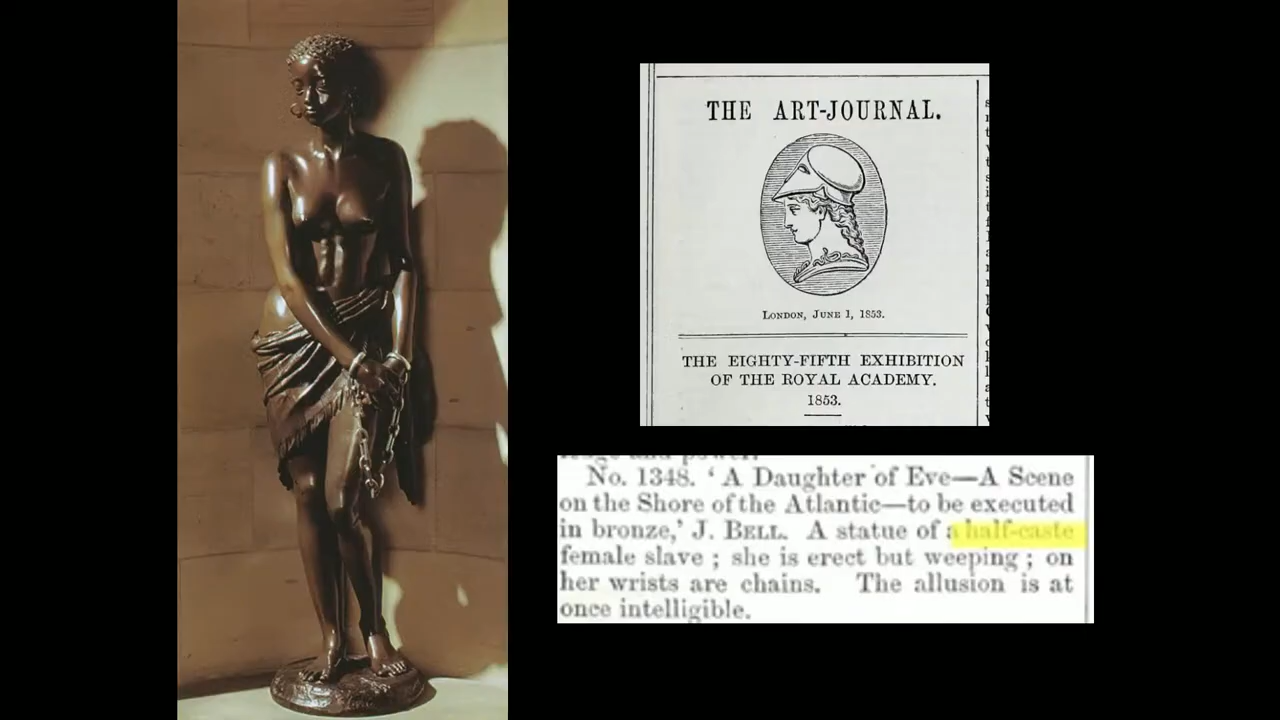 THE ART-JOURNAL.
LONDON, JUNE 1, 1853.
THE EIGHTY-FIFTH EXHIBITION
OF THE ROYAL ACADEMY.
1853.
and power.
No. 1348. ‘A Daughter of Eve—A Scene
on the Shore of the Atlantic—to be executed
in bronze,’ J. BELL. A statue of a half-caste
female slave ; she is erect but weeping ; on
her wrists are chains. The allusion is at
once intelligible.